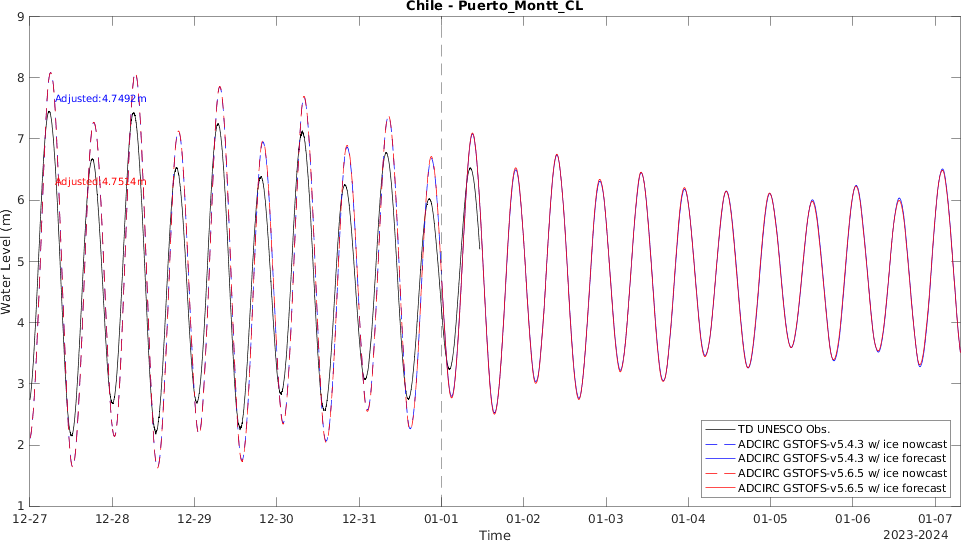 Chile - Puerto_Montt_CL
9
8
7
6
5
4
3
2
1
Water Level (m)
Adjusted:4.7492m
Adjusted:4.7514m
TD UNESCO Obs.
ADCIRC GSTOFS-v5.4.3 w/ ice nowcast
ADCIRC GSTOFS-v5.4.3 w/ ice forecast
ADCIRC GSTOFS-v5.6.5 w/ ice nowcast
ADCIRC GSTOFS-v5.6.5 w/ ice forecast
12-27 12-28 12-29 12-30 12-31 01-01 01-02 01-03 01-04 01-05 01-06 01-07
Time
2023-2024